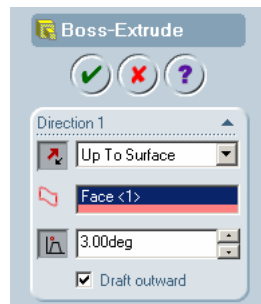 Boss-Extrude
?
Direction 1
Up To Surface
Face <1>
3.00deg
Draft outward